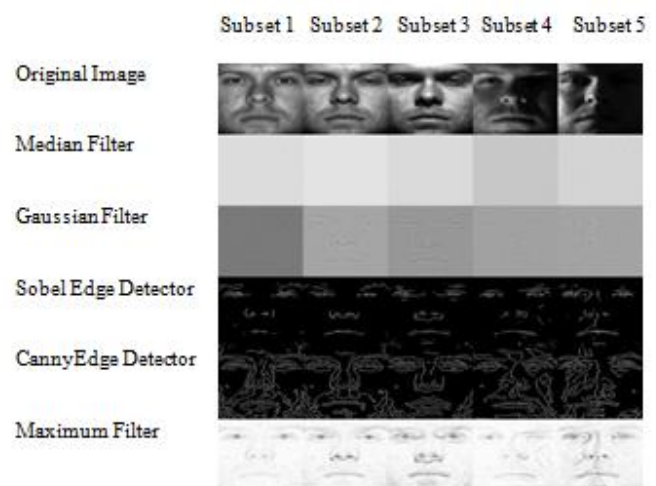 Subset 1 Subset 2 Subset 3 Subset 4 Subset 5
Original Image
Median Filter
Gaussian Filter
Sobel Edge Detector
CannyEdge Detector
Maximum Filter